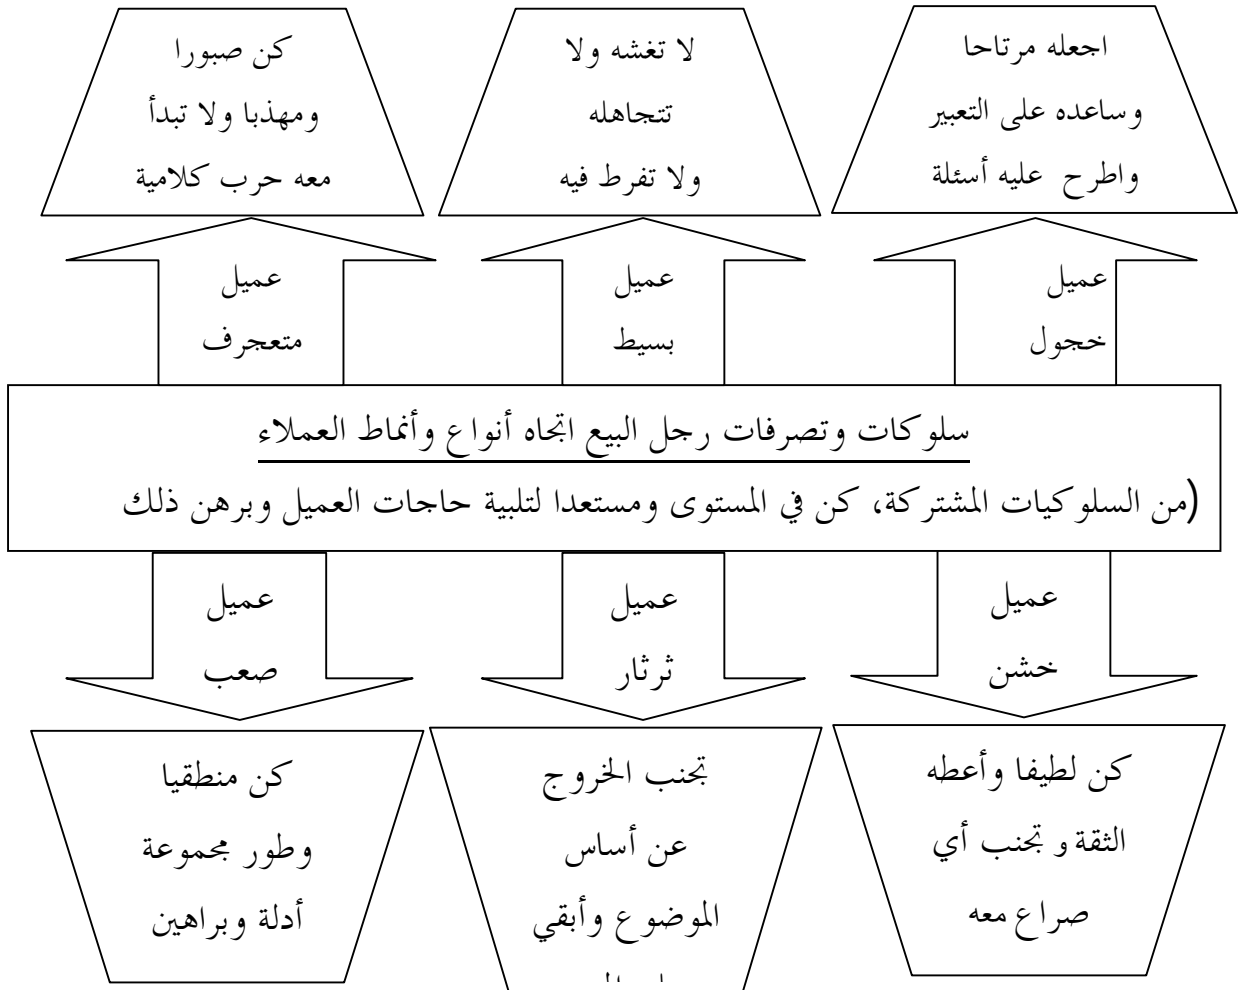 اجعله مرتاحا
وساعده على التعبير
واطرح عليه أسئلة
لا تغشه ولا
تتجاهله
ولا تفرط فيه
كن صبورا
ومهذبا ولا تبدأ
معه حرب كلامية
عميل
خجول
عميل
بسيط
عميل
متعجرف
سلوكات وتصرفات رجل البيع اتجاه أنواع وأنماط العملاء
(من السلوكيات المشتركة، كن في المستوى ومستعدا لتلبية حاجات العميل وبرهن ذلك
عميل
خشن
عميل
ثرثار
عميل
صعب
كن لطيفا وأعطه
الثقة و تجنب أي
صراع معه
تجنب الخروج
عن أساس
الموضوع وأبقي
كن منطقيا
وطور مجموعة
أدلة وبراهين